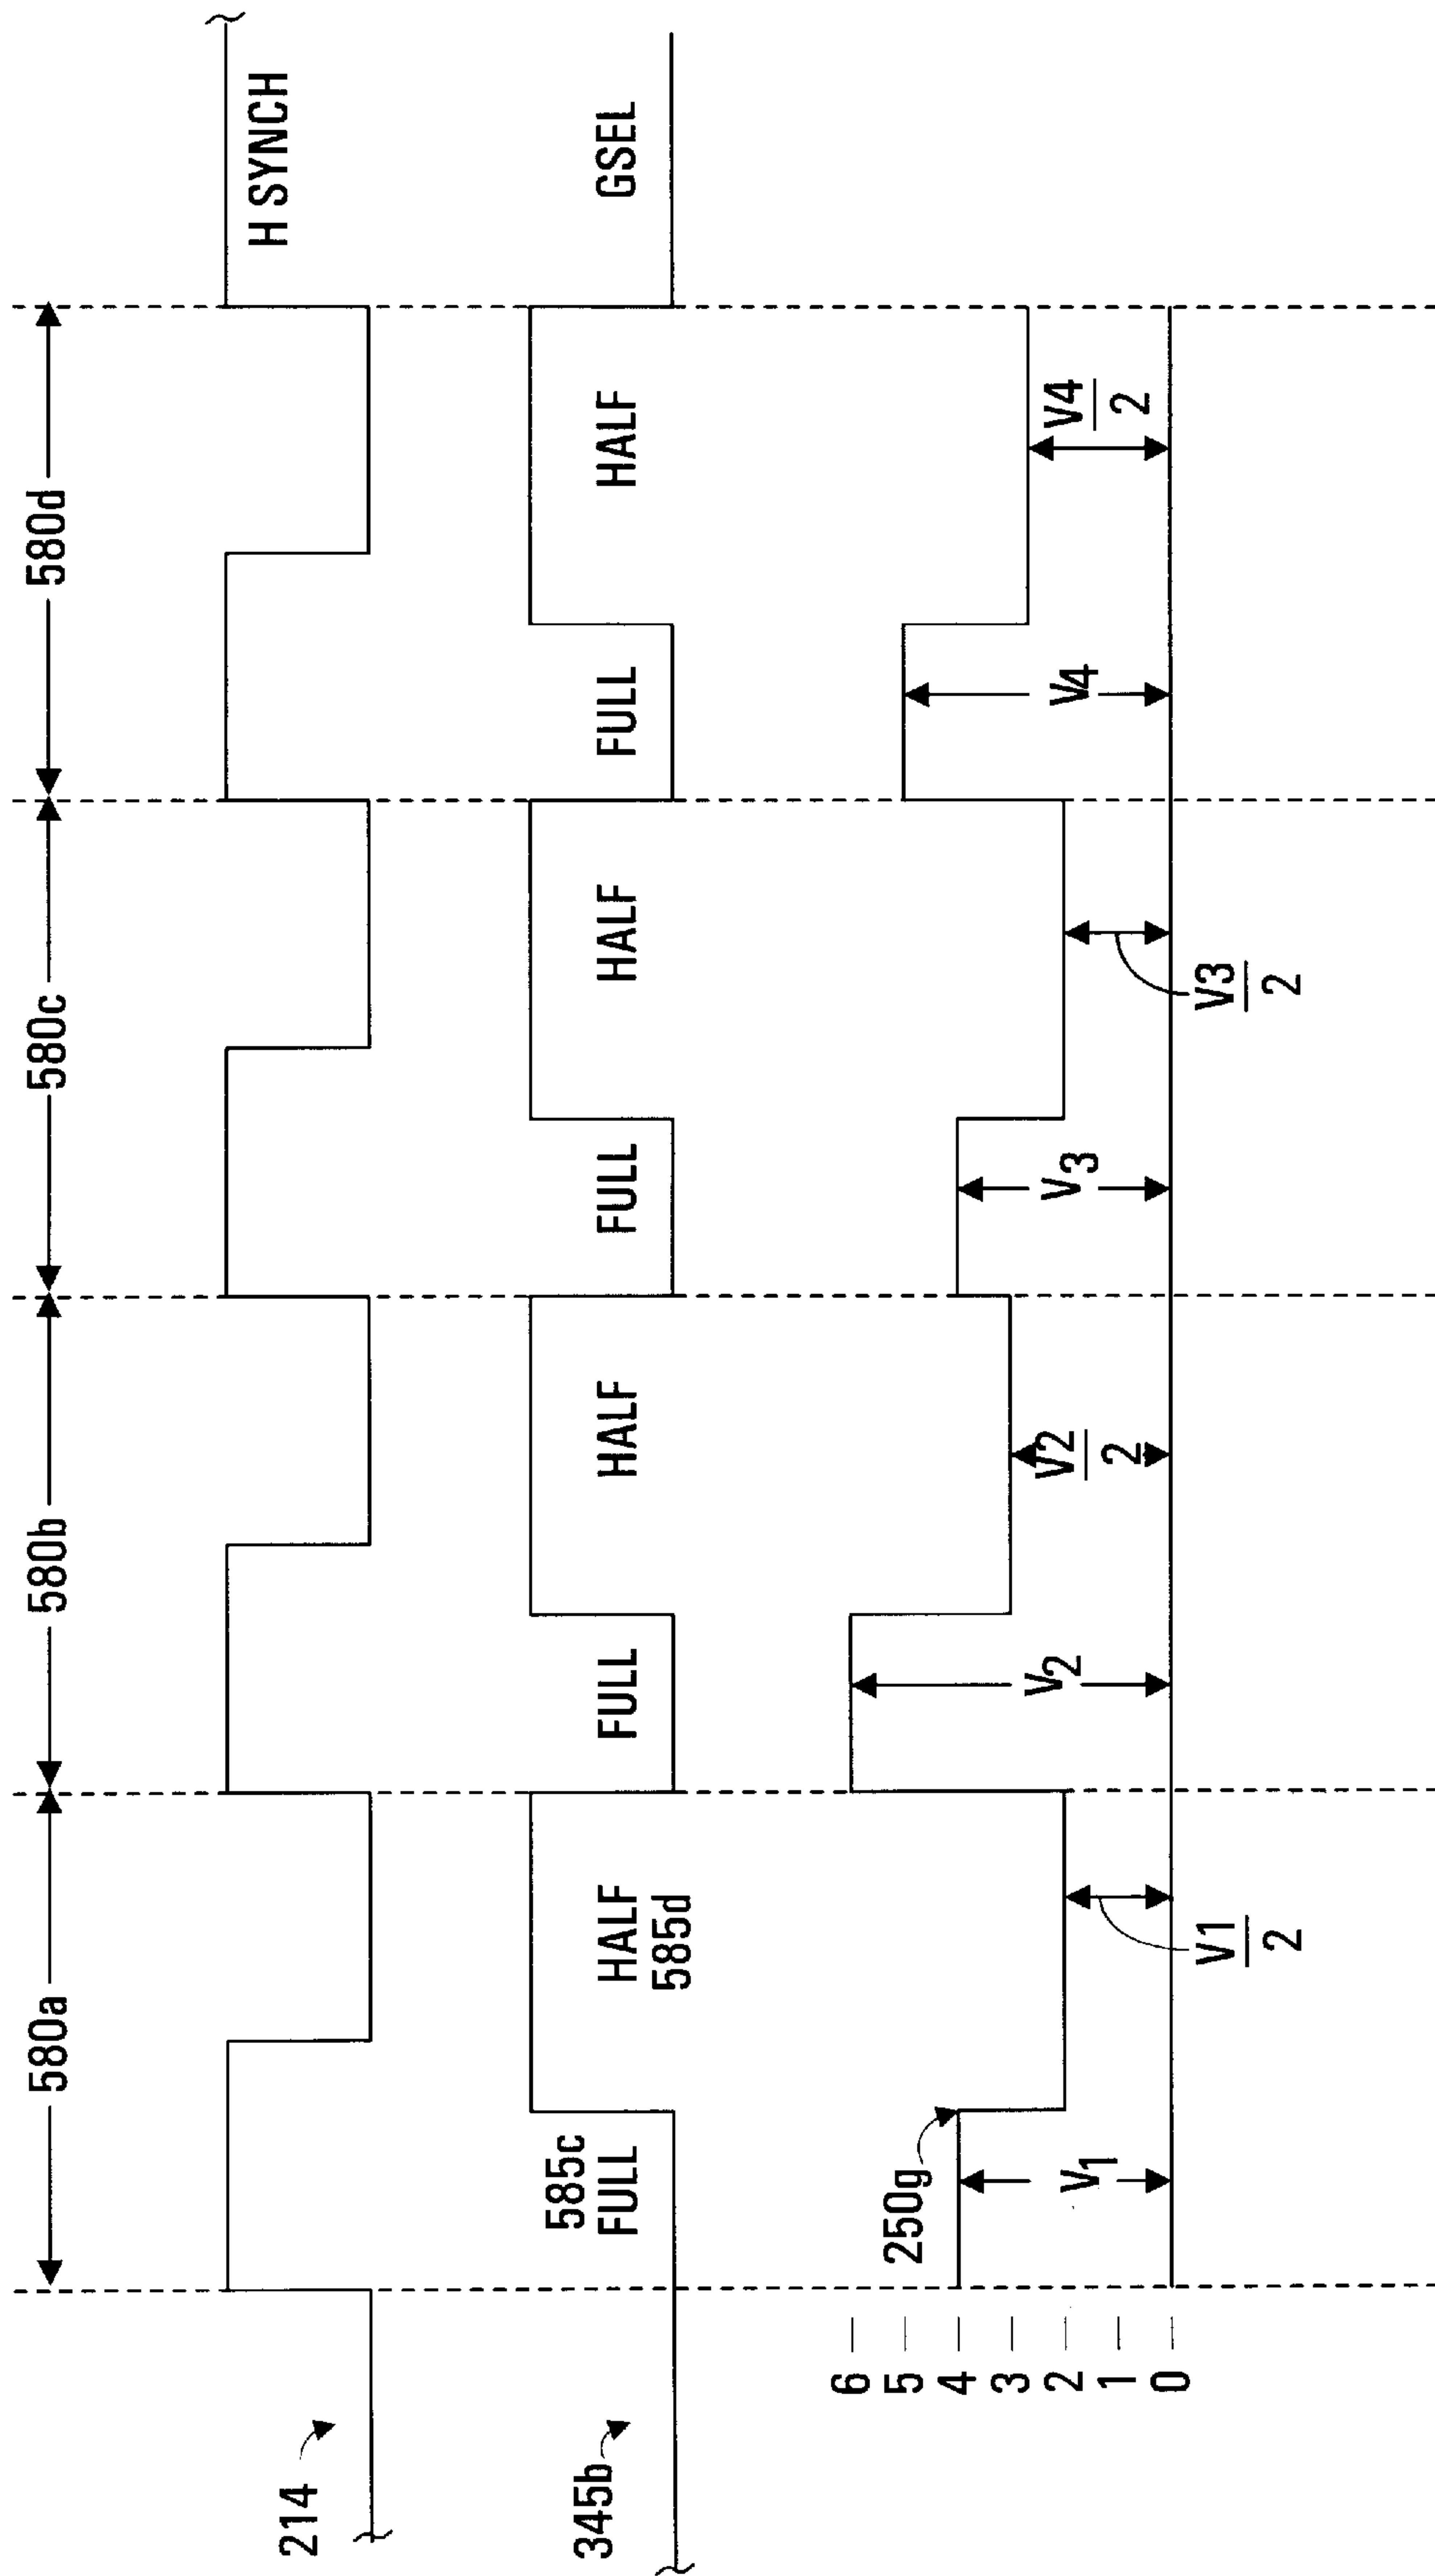 580a
580b
580c
580d
214
H SYNCH
345b
585c
FULL
HALF
585d
FULL
HALF
FULL
HALF
FULL
HALF
GSEL
6
5
4
3
2
1
0
250g
V1
V1
2
V2
V2
2
V3
V3
2
V4
V4
2